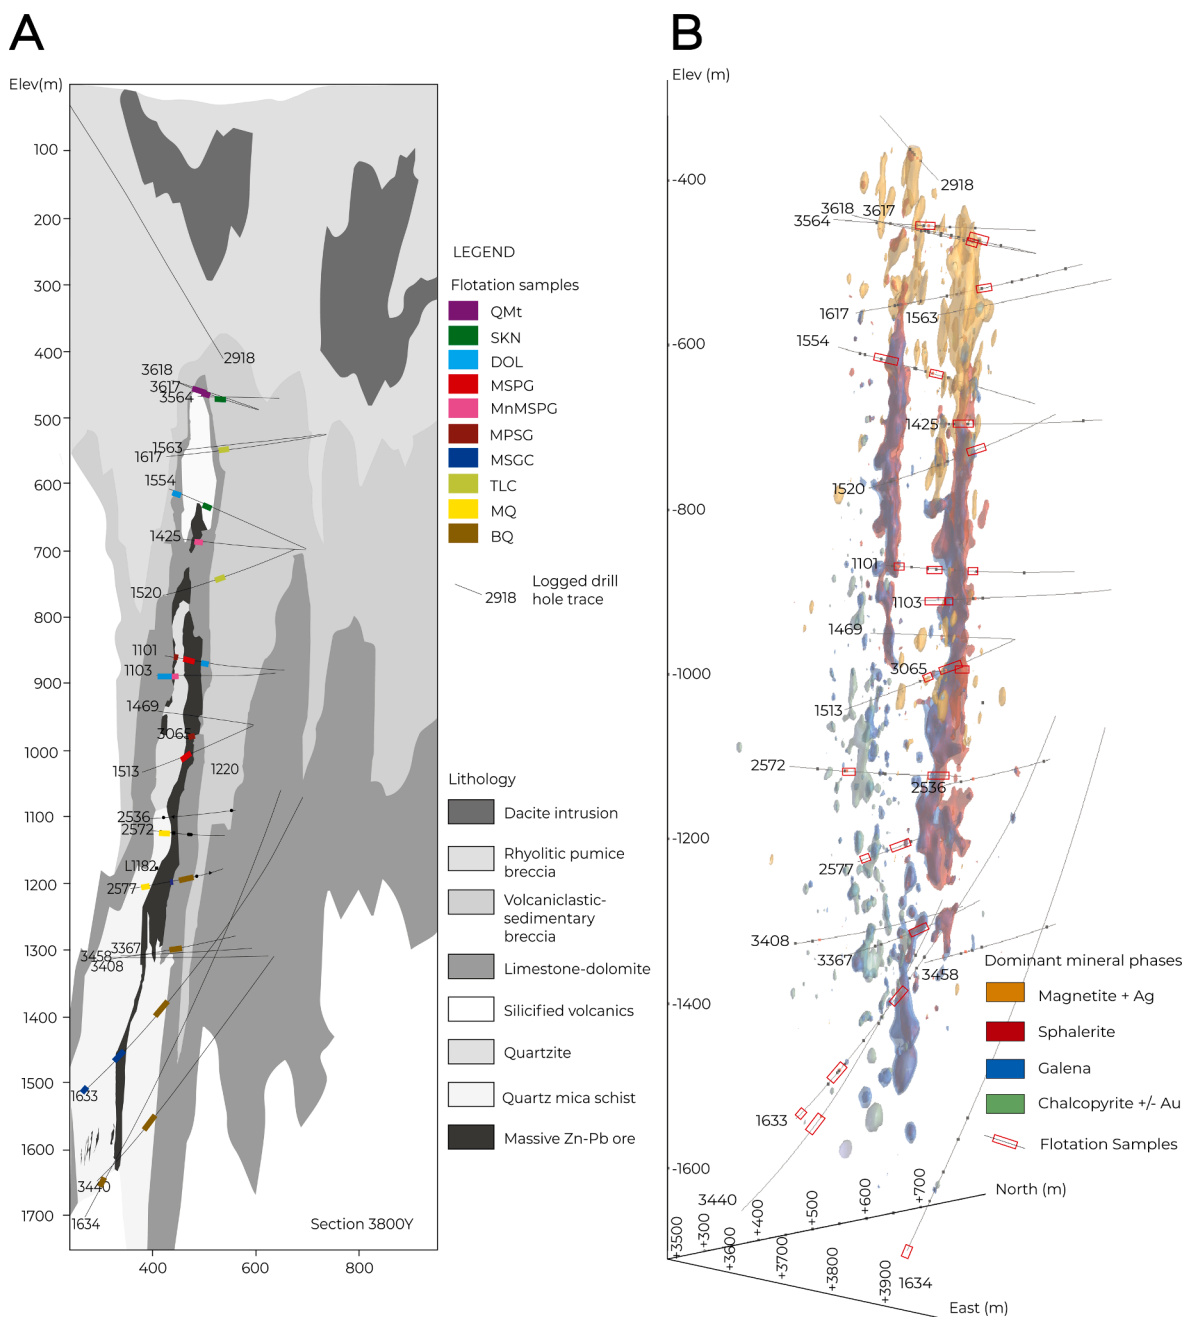 A
Elev(m)
100
200
300
400
500
600
700
800
900
1000
1100
1200
1300
1400
1500
1600
1700
400
600
800
2918
3618
3617
3564
1563
1617
1554
1425
1520
1101
1103
1469
3065
1513
1220
2536
2572
L1182
2577
3367
3458
3408
1633
3440
1634
Section 3800Y
LEGEND
Flotation samples
QMt
SKN
DOL
MSPG
MnMSPG
MPSG
MSGC
TLC
MQ
BQ
2918
Logged drill
hole trace
Lithology
Dacite intrusion
Rhyolitic pumice
breccia
Volcaniclastic-
sedimentary
breccia
Limestone-dolomite
Silicified volcanics
Quartzite
Quartz mica schist
Massive Zn-Pb ore
B
Elev (m)
-400
-600
-800
-1000
-1200
-1400
-1600
2918
3618
3617
3564
1617
1563
1554
1425
1520
1101
1103
1469
3065
1513
2572
2536
2577
3408
3367
3458
1633
3440
1634
Dominant mineral phases
Magnetite + Ag
Sphalerite
Galena
Chalcopyrite +/- Au
Flotation Samples
North (m)
+300
+400
+500
+600
+700
East (m)
+3500
+3600
+3700
+3800
+3900